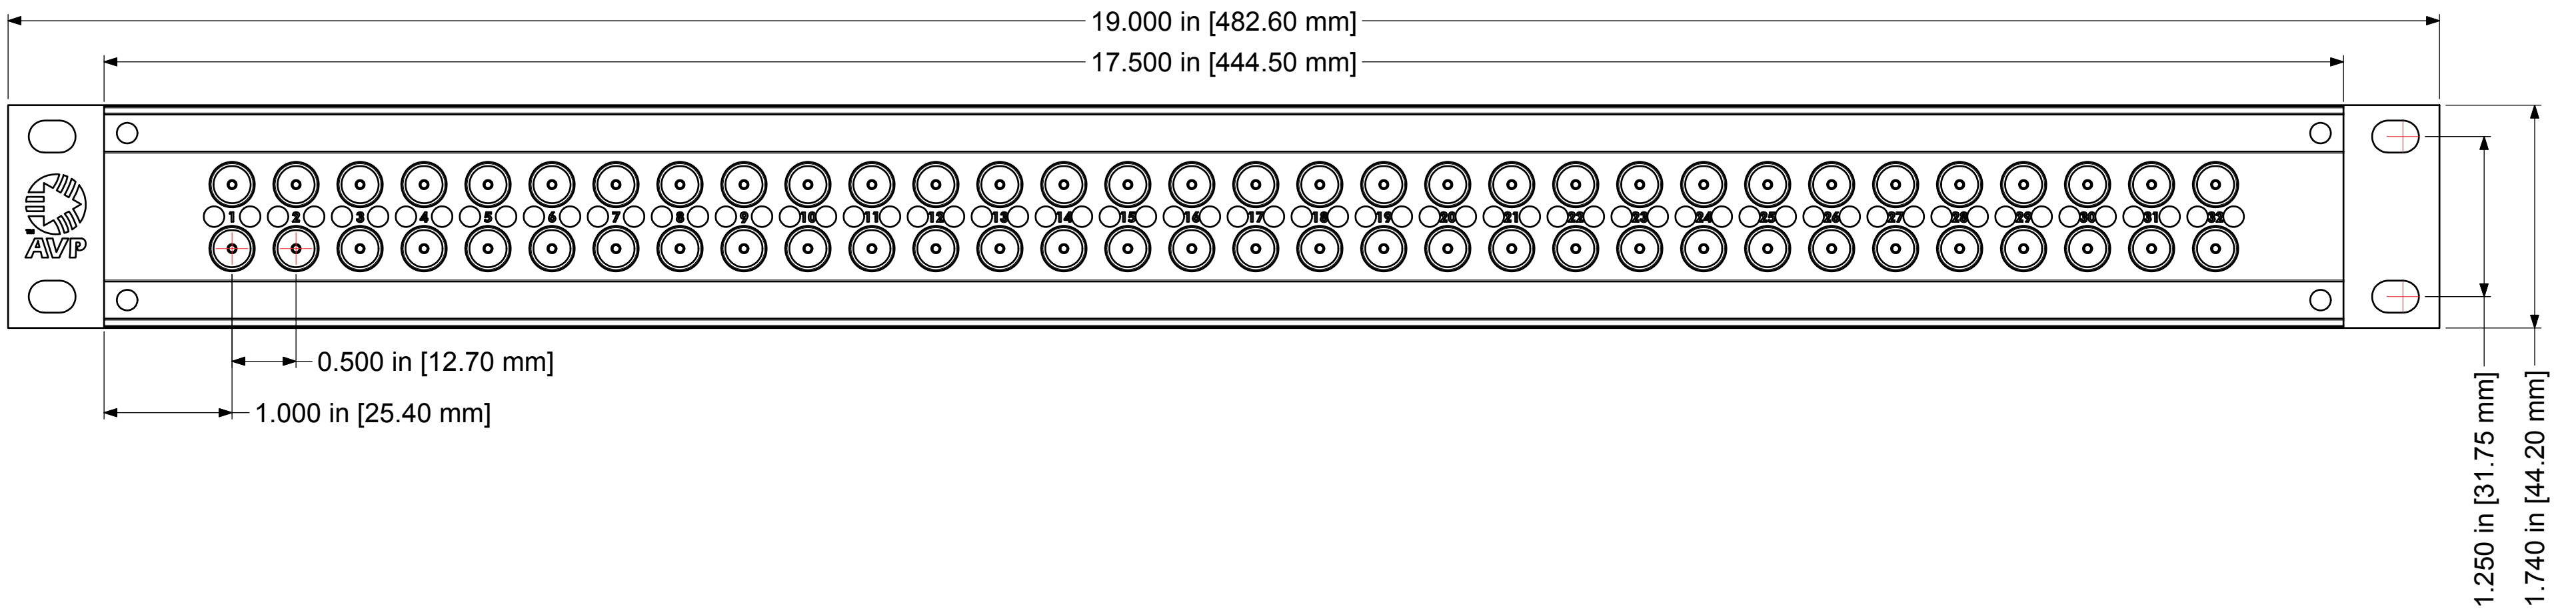 19.000 in [482.60 mm]
17.500 in [444.50 mm]
1 2 3 4 5 6 7 8 9 10 11 12 13 14 15 16 17 18 19 20 21 22 23 24 25 26 27 28 29 30 31 32
™
AVP
0.500 in [12.70 mm]
1.000 in [25.40 mm]
1.250 in [31.75 mm]
1.740 in [44.20 mm]